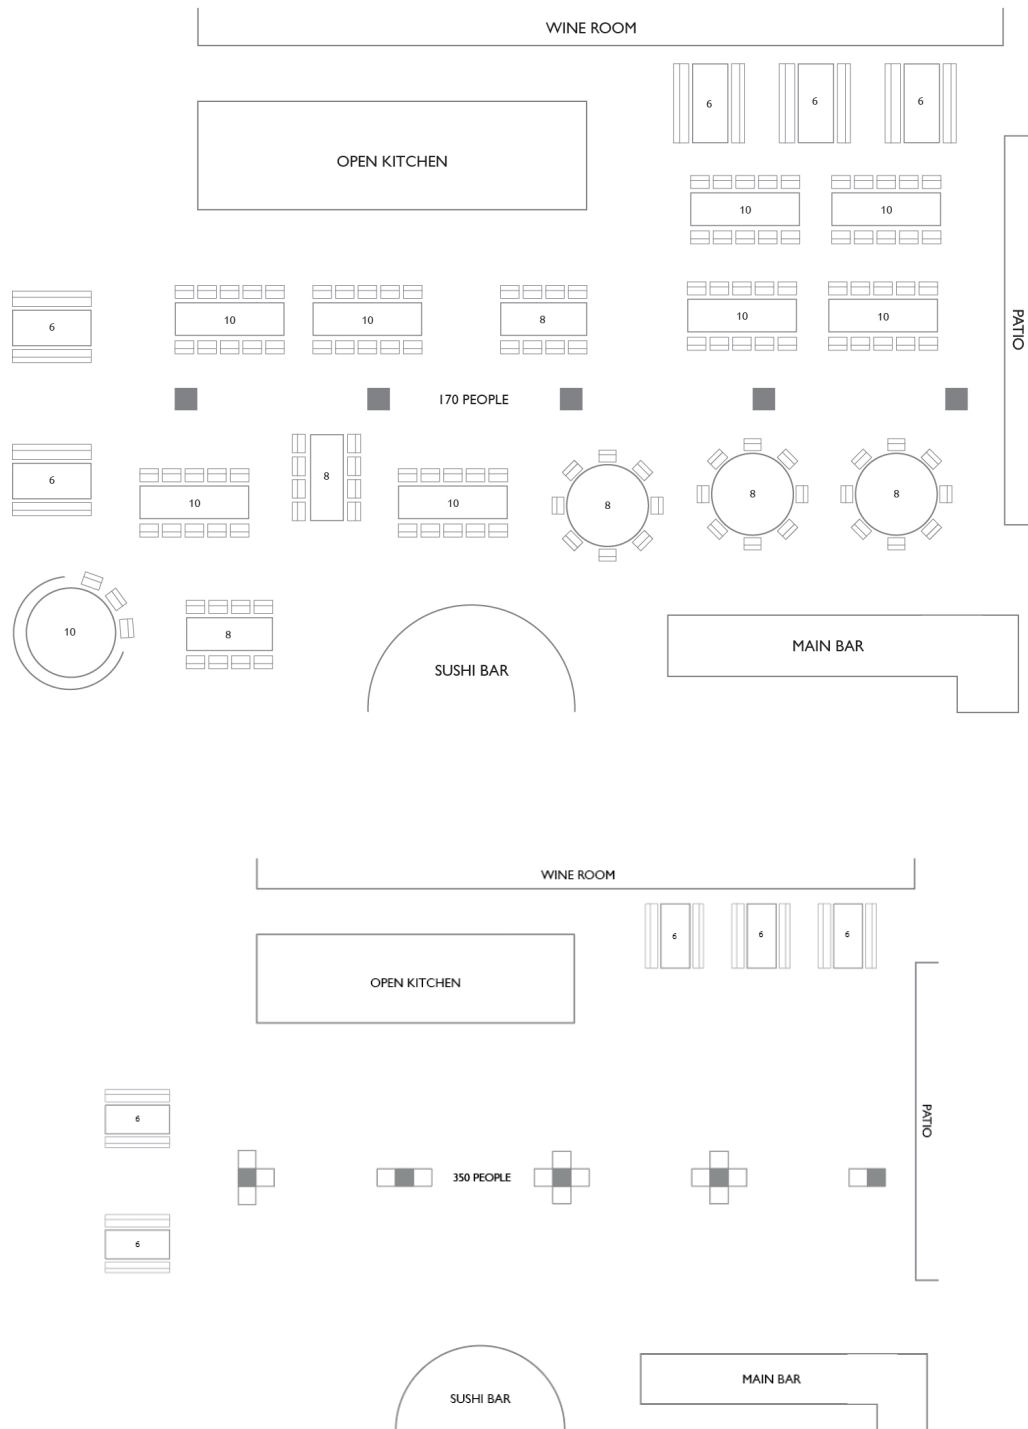 WINE ROOM
6
6
6
OPEN KITCHEN
10
10
6
10
10
8
10
10
PATIO
170 PEOPLE
6
10
8
10
8
8
8
10
8
SUSHI BAR
MAIN BAR
WINE ROOM
6
6
6
OPEN KITCHEN
6
PATIO
350 PEOPLE
6
SUSHI BAR
MAIN BAR